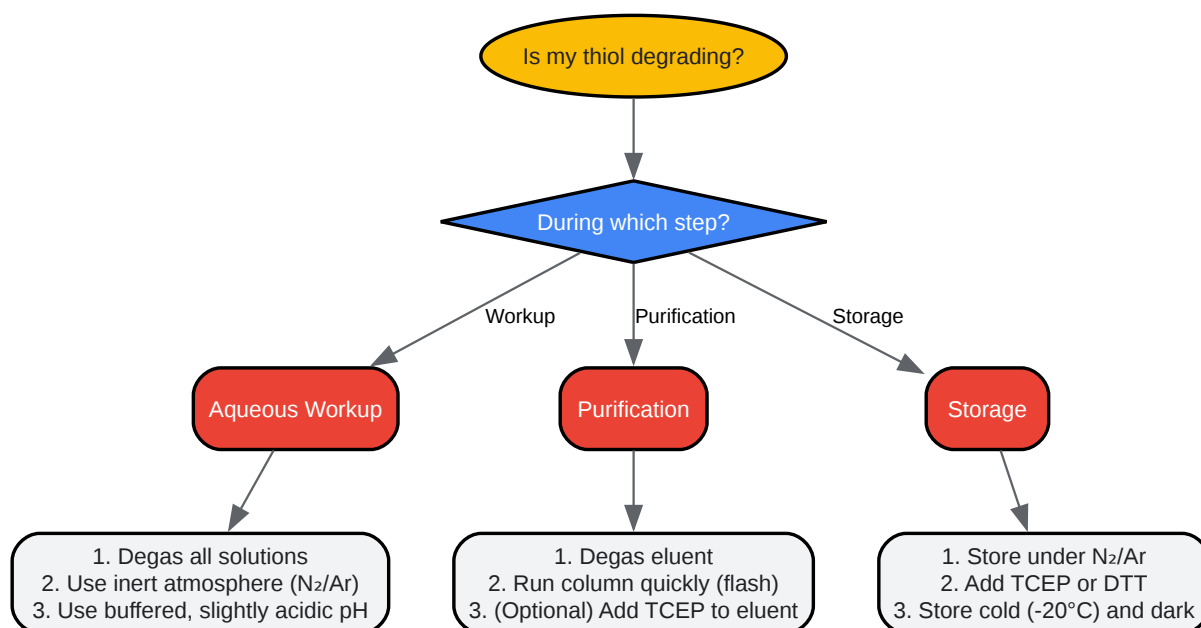 Is my thiol degrading?
During which step?
Workup
Purification
Storage
Aqueous Workup
Purification
Storage
1. Degas all solutions
2. Use inert atmosphere (N₂/Ar)
3. Use buffered, slightly acidic pH
1. Degas eluent
2. Run column quickly (flash)
3. (Optional) Add TCEP to eluent
1. Store under N₂/Ar
2. Add TCEP or DTT
3. Store cold (-20°C) and dark